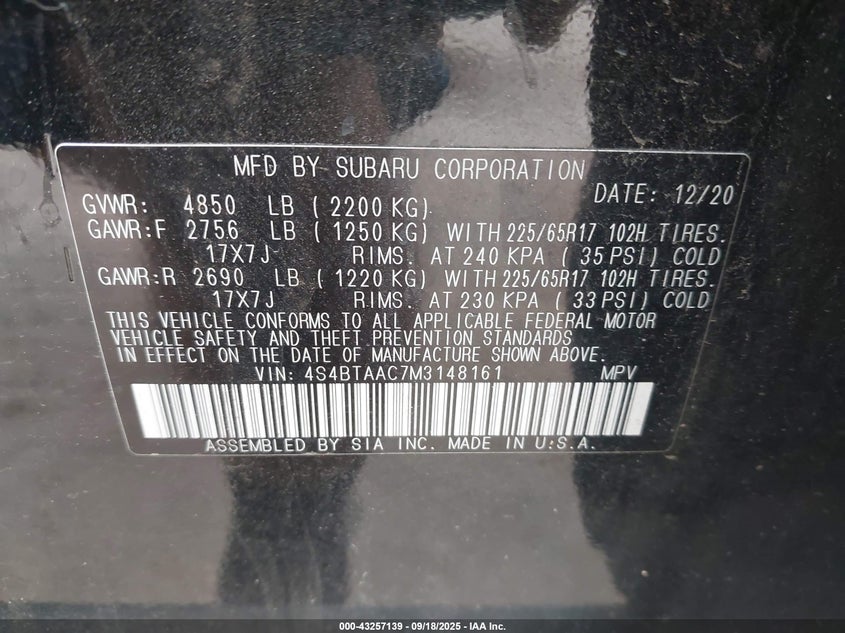 MFD BY SUBARU CORPORATION
DATE: 12/20
GVWR: 4850 LB ( 2200 KG)
GAWR:F 2756 LB ( 1250 KG) WITH 225/65R17 102H TIRES.
17X7J RIMS. AT 240 KPA ( 35 PSI) COLD
GAWR:R 2690 LB ( 1220 KG) WITH 225/65R17 102H TIRES.
17X7J RIMS. AT 230 KPA ( 33 PSI) COLD
THIS VEHICLE CONFORMS TO ALL APPLICABLE FEDERAL MOTOR
VEHICLE SAFETY AND THEFT PREVENTION STANDARDS
IN EFFECT ON THE DATE OF MANUFACTURE SHOWN ABOVE.
VIN: 4S4BTAAC7M3148161 MPV
ASSEMBLED BY SIA INC. MADE IN U.S.A.
000-43257139 - 09/18/2025 - IAA Inc.